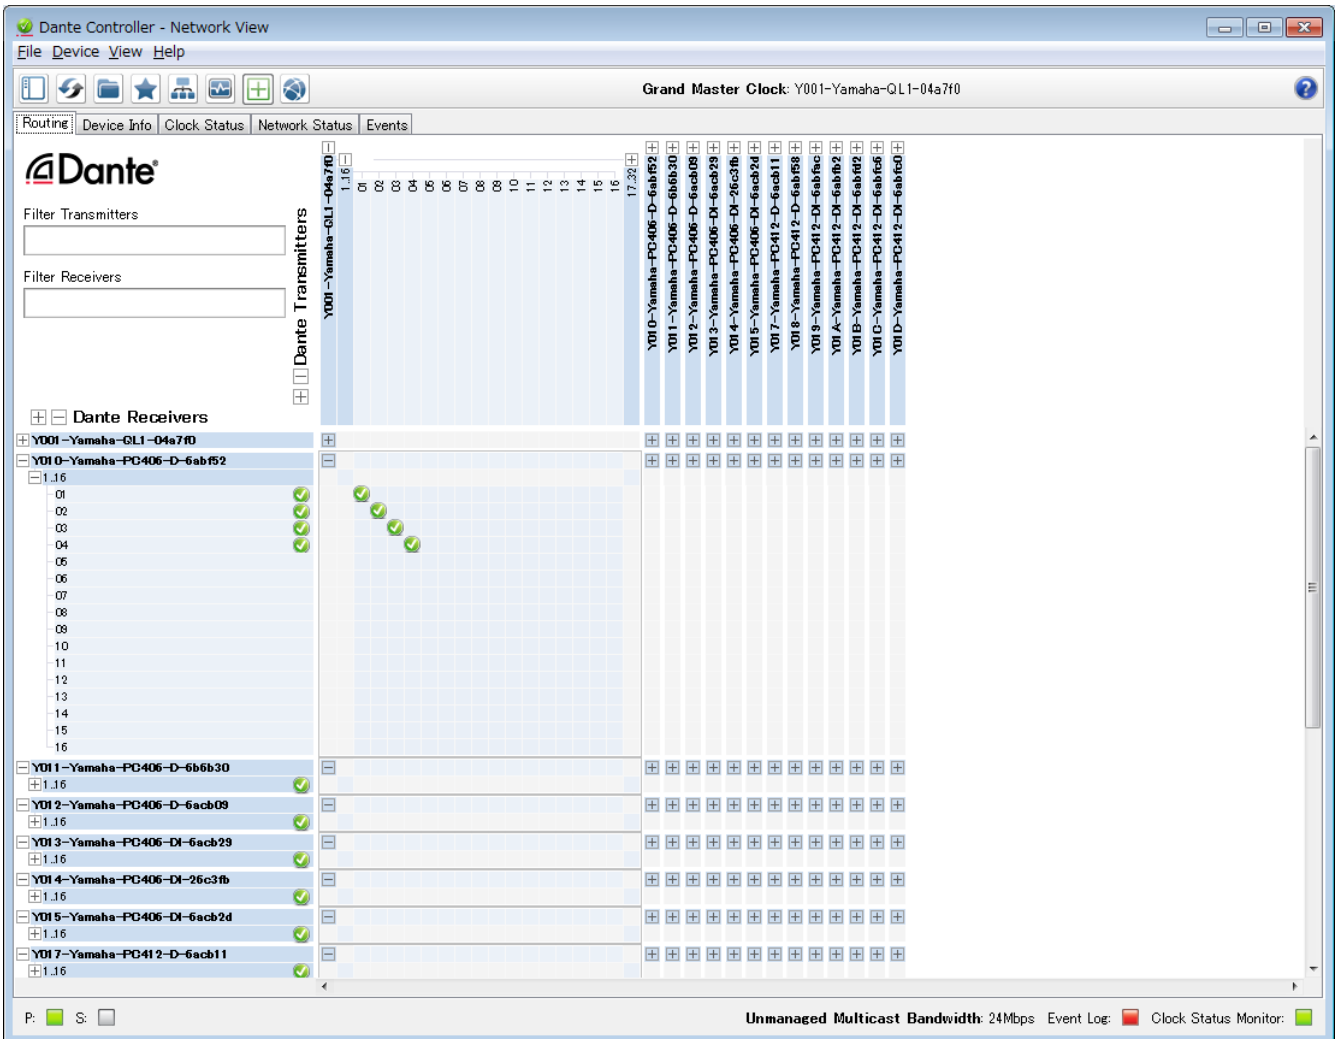 Dante Controller - Network View
File Device View Help
Grand Master Clock: Y001-Yamaha-QL1-04a7f0
Routing Device Info Clock Status Network Status Events
Dante
Filter Transmitters
Filter Receivers
Dante Transmitters
Dante Receivers
Y001-Yamaha-QL1-04a7f0
1..16
01
02
03
04
05
06
07
08
09
10
11
12
13
14
15
16
17..32
Y010-Yamaha-PC406-D-6abf52
Y011-Yamaha-PC406-D-6b6b30
Y012-Yamaha-PC406-D-6acb09
Y013-Yamaha-PC406-DI-6acb29
Y014-Yamaha-PC406-DI-26c3fb
Y015-Yamaha-PC406-DI-6acb2d
Y017-Yamaha-PC412-D-6acb11
Y018-Yamaha-PC412-D-6abf58
Y019-Yamaha-PC412-DI-6abfac
Y01A-Yamaha-PC412-DI-6abfb2
Y01B-Yamaha-PC412-DI-6abfd2
Y01C-Yamaha-PC412-DI-6abfc6
Y01D-Yamaha-PC412-DI-6abfc0
Y001-Yamaha-QL1-04a7f0
Y010-Yamaha-PC406-D-6abf52
1..16
01
02
03
04
05
06
07
08
09
10
11
12
13
14
15
16
Y011-Yamaha-PC406-D-6b6b30
1..16
Y012-Yamaha-PC406-D-6acb09
1..16
Y013-Yamaha-PC406-DI-6acb29
1..16
Y014-Yamaha-PC406-DI-26c3fb
1..16
Y015-Yamaha-PC406-DI-6acb2d
1..16
Y017-Yamaha-PC412-D-6acb11
1..16
P: S: Unmanaged Multicast Bandwidth: 24Mbps Event Log: Clock Status Monitor: